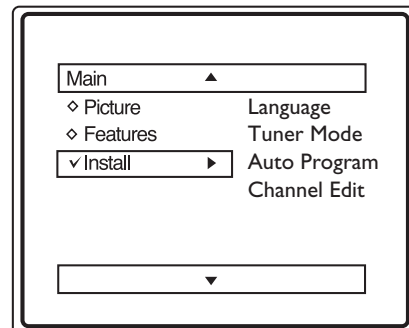 Main
Picture Language
Features Tuner Mode
Install Auto Program
Channel Edit